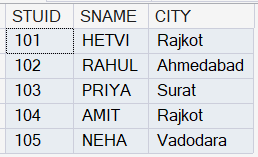 STUID SNAME CITY
101 HETVI Rajkot
102 RAHUL Ahmedabad
103 PRIYA Surat
104 AMIT Rajkot
105 NEHA Vadodara